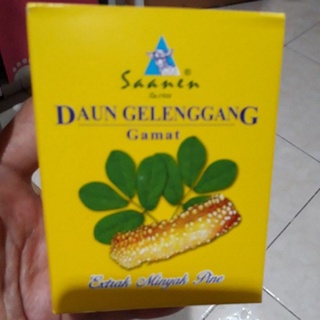 Saanen®
DAUN GELENGGANG
Gamat
Extrak Minyak Pine